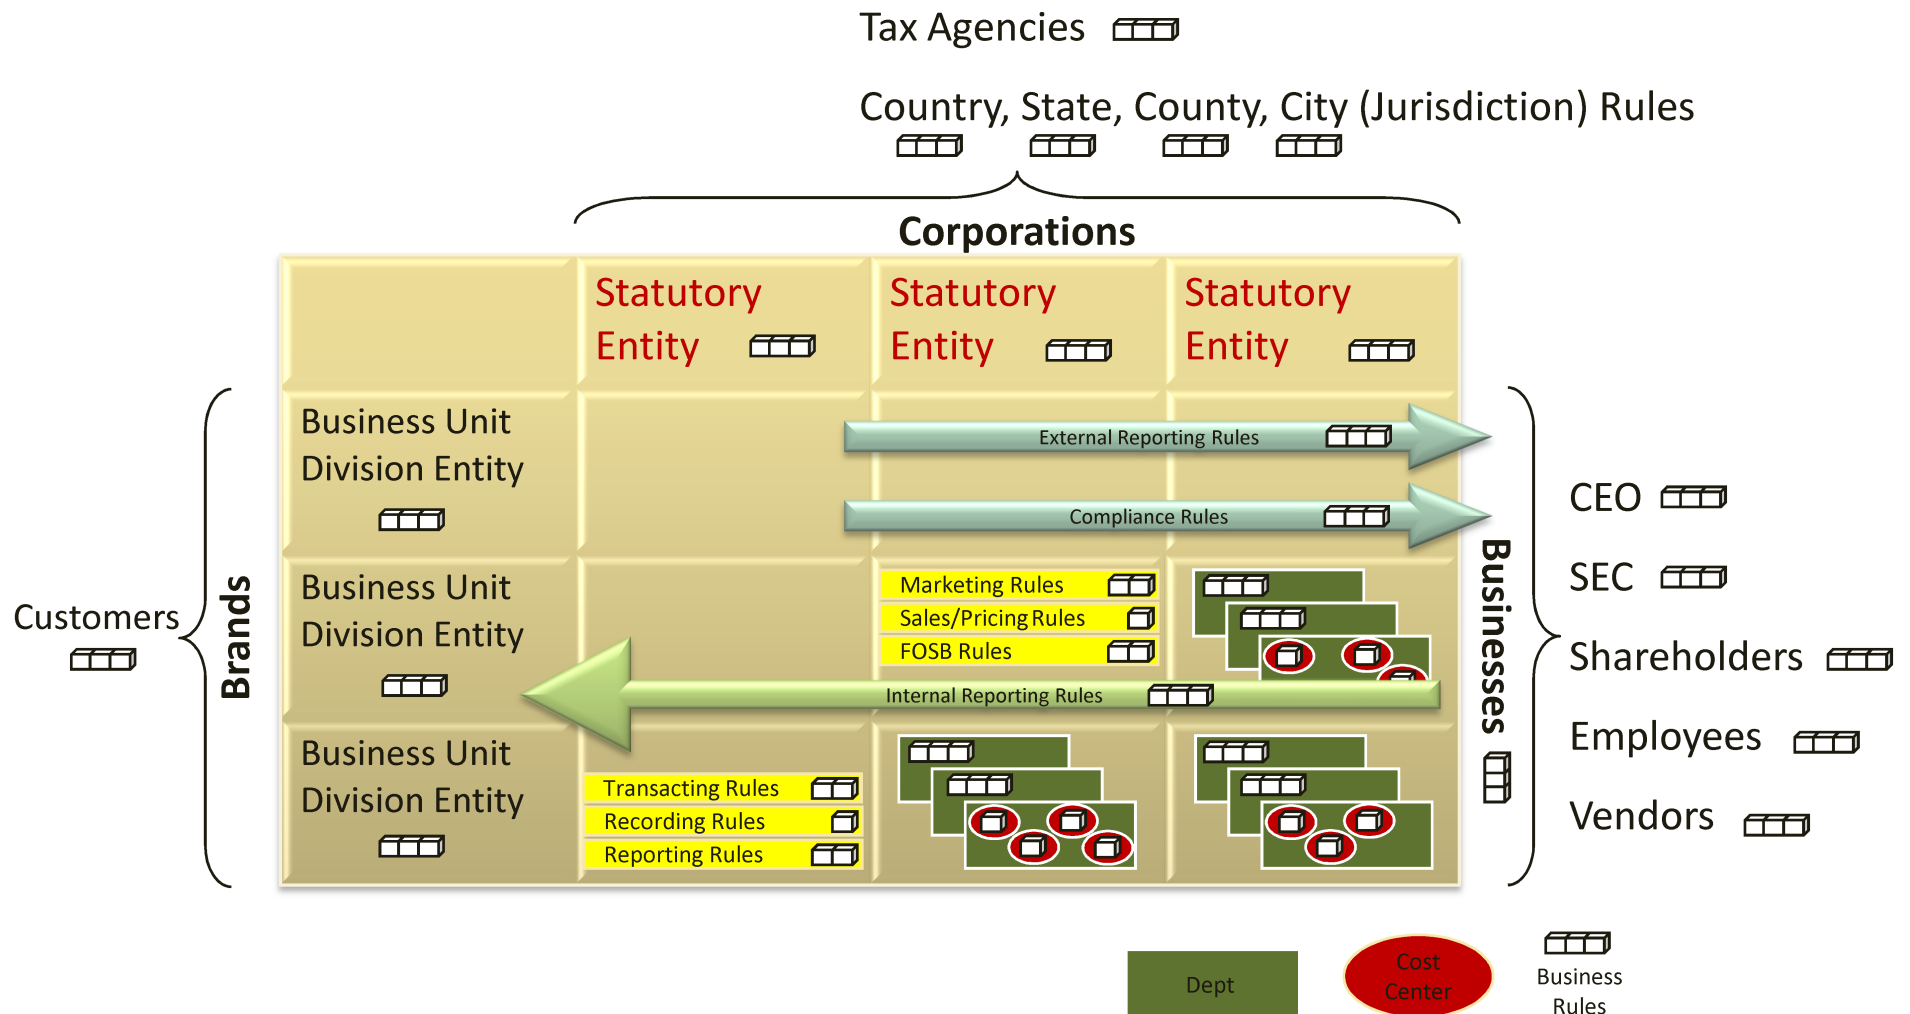 Tax Agencies
Country, State, County, City (Jurisdiction) Rules
Corporations
Statutory
Entity
Statutory
Entity
Statutory
Entity
Business Unit
Division Entity
External Reporting Rules
Compliance Rules
Business Unit
Division Entity
Marketing Rules
Sales/Pricing Rules
FOSB Rules
Internal Reporting Rules
Business Unit
Division Entity
Transacting Rules
Recording Rules
Reporting Rules
Customers
Brands
Businesses
CEO
SEC
Shareholders
Employees
Vendors
Dept
Cost
Center
Business
Rules